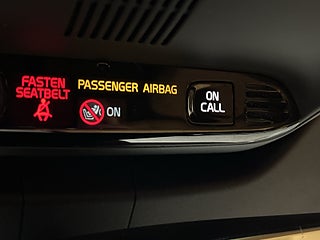 FASTEN
SEATBELT
PASSENGER AIRBAG
ON
ON
CALL